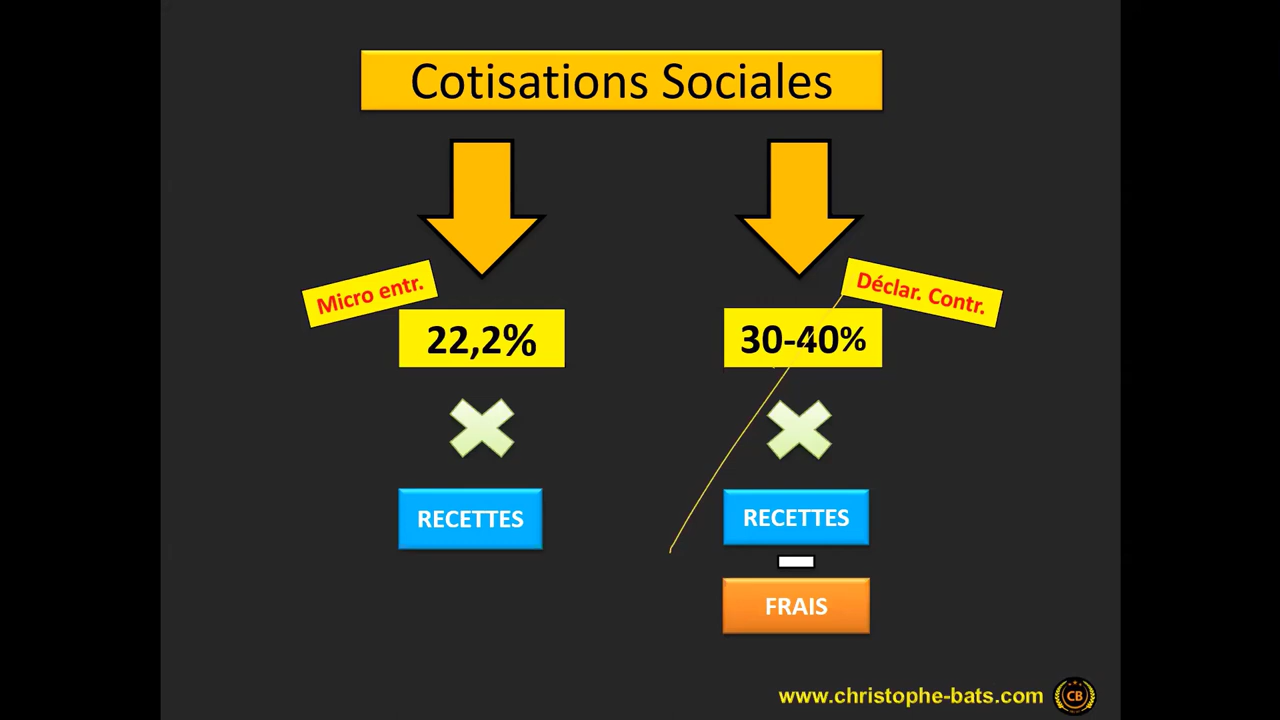 Cotisations Sociales
Micro entr.
Déclar. Contr.
22,2%
30-40%
RECETTES
RECETTES
FRAIS
www.christophe-bats.com
CB